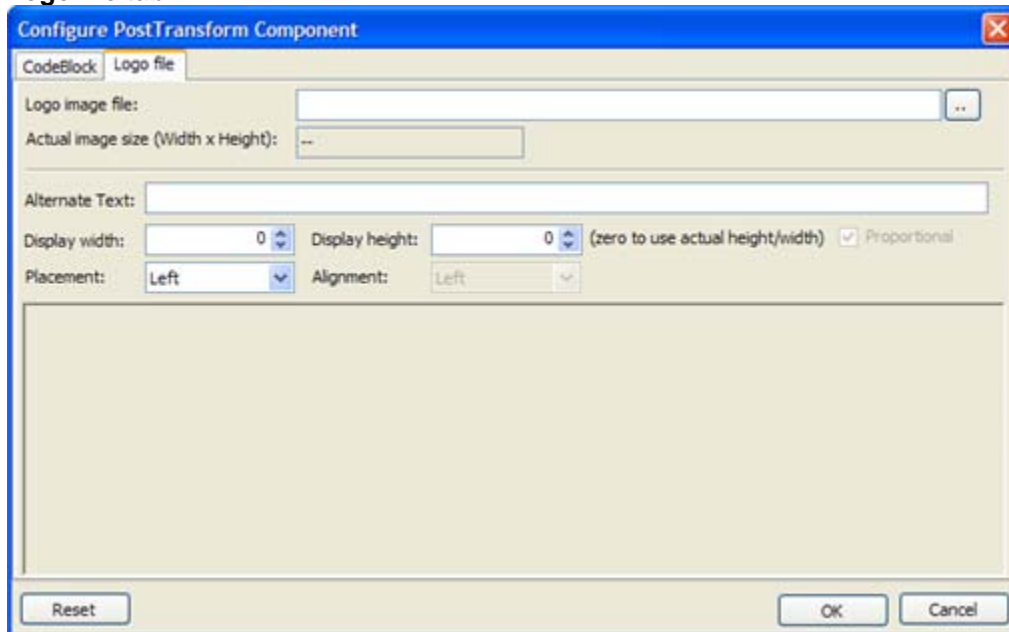 Configure PostTransform Component
CodeBlock Logo file
Logo image file: ..
Actual image size (Width x Height): --
Alternate Text:
Display width: 0 Display height: 0 (zero to use actual height/width) Proportional
Placement: Left Alignment: Left
Reset OK Cancel